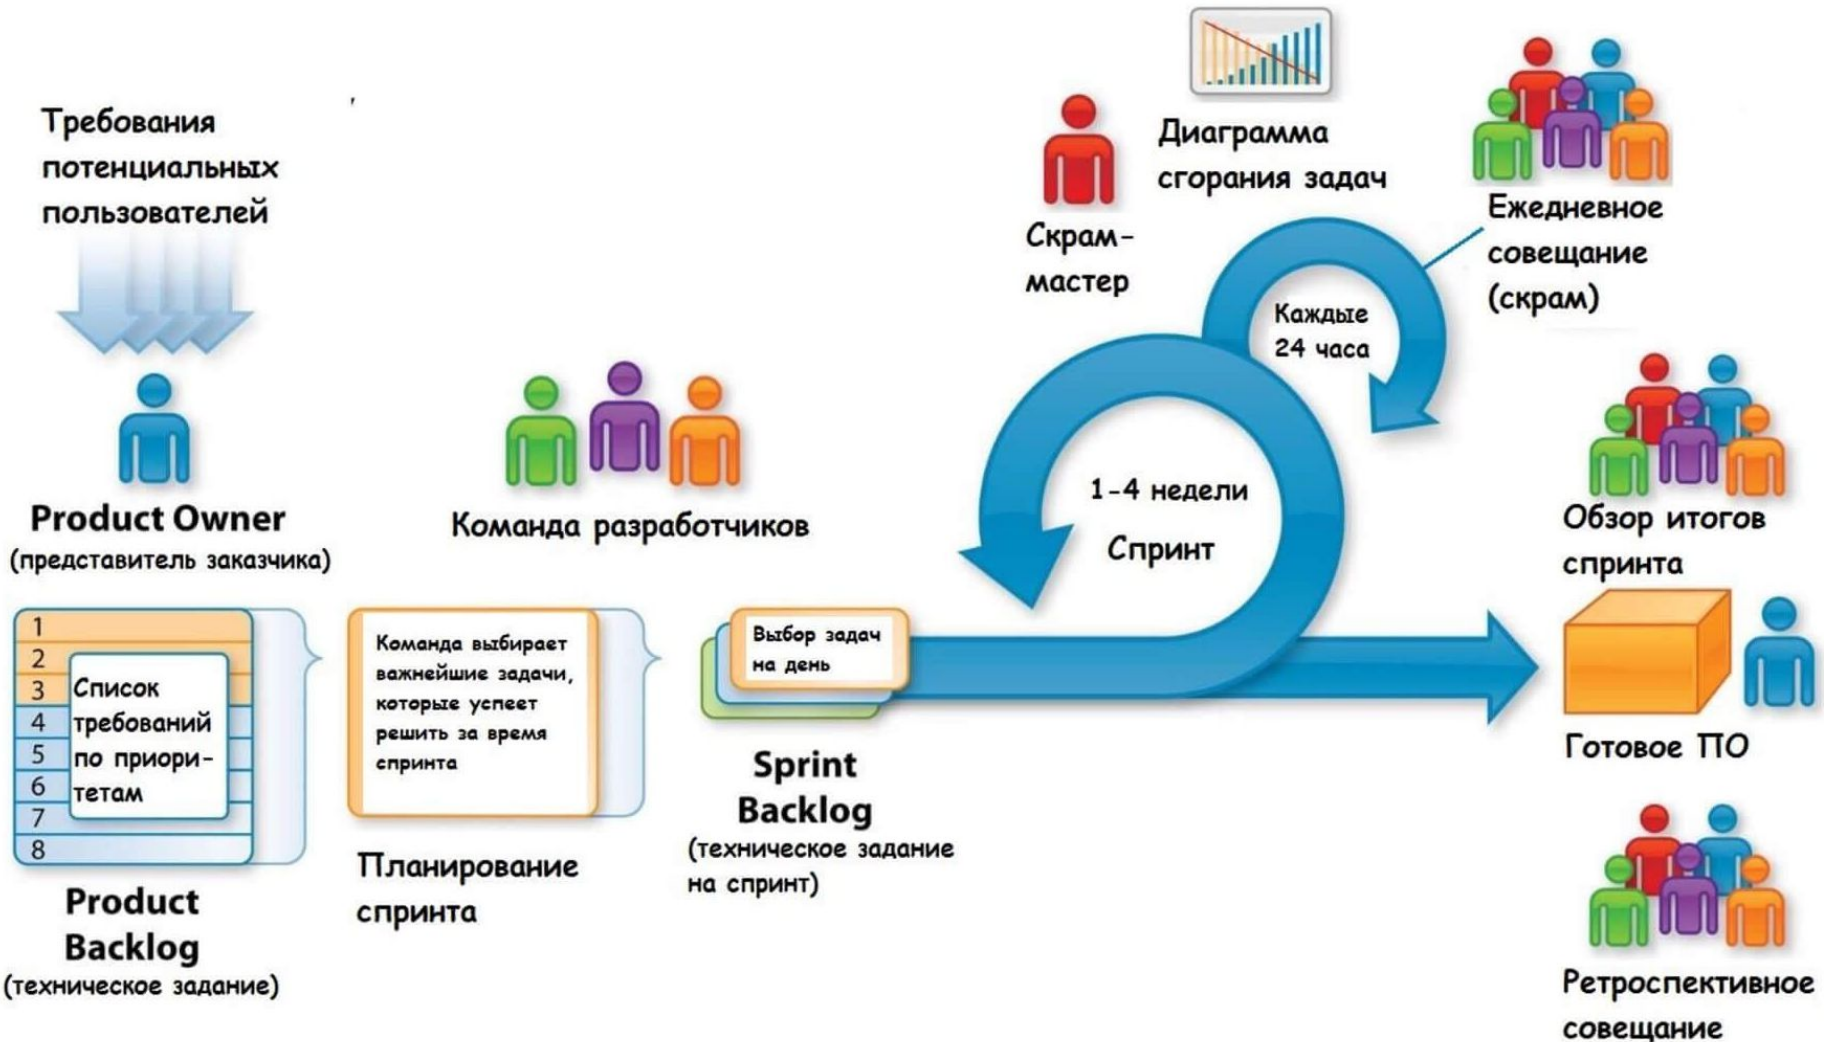 Требования
потенциальных
пользователей
Product Owner
(представитель заказчика)
1
2
3
4
5
6
7
8
Список
требований
по приори-
тетам
Product
Backlog
(техническое задание)
Команда разработчиков
Команда выбирает
важнейшие задачи,
которые успеет
решить за время
спринта
Планирование
спринта
Выбор задач
на день
Sprint
Backlog
(техническое задание
на спринт)
Скрам-
мастер
Диаграмма
сгорания задач
Ежедневное
совещание
(скрам)
Каждые
24 часа
1-4 недели
Спринт
Обзор итогов
спринта
Готовое ПО
Ретроспективное
совещание